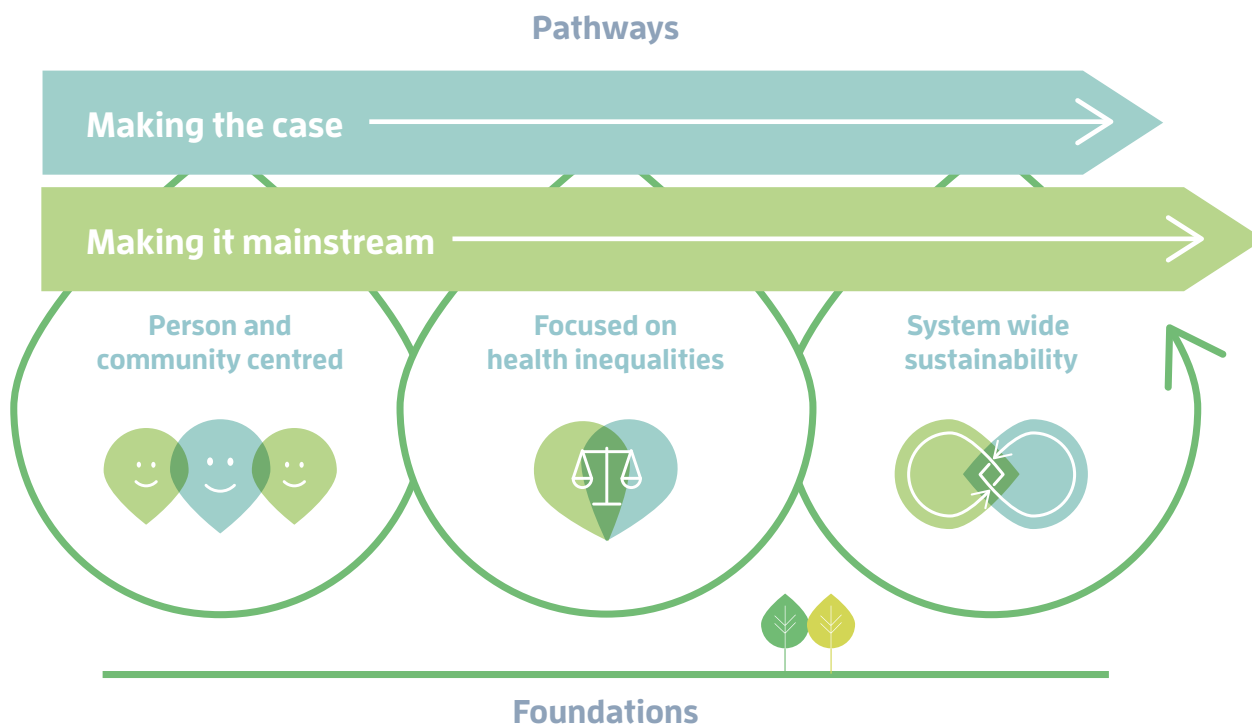 Pathways
Making the case
Making it mainstream
Person and
community centred
Focused on
health inequalities
System wide
sustainability
Foundations